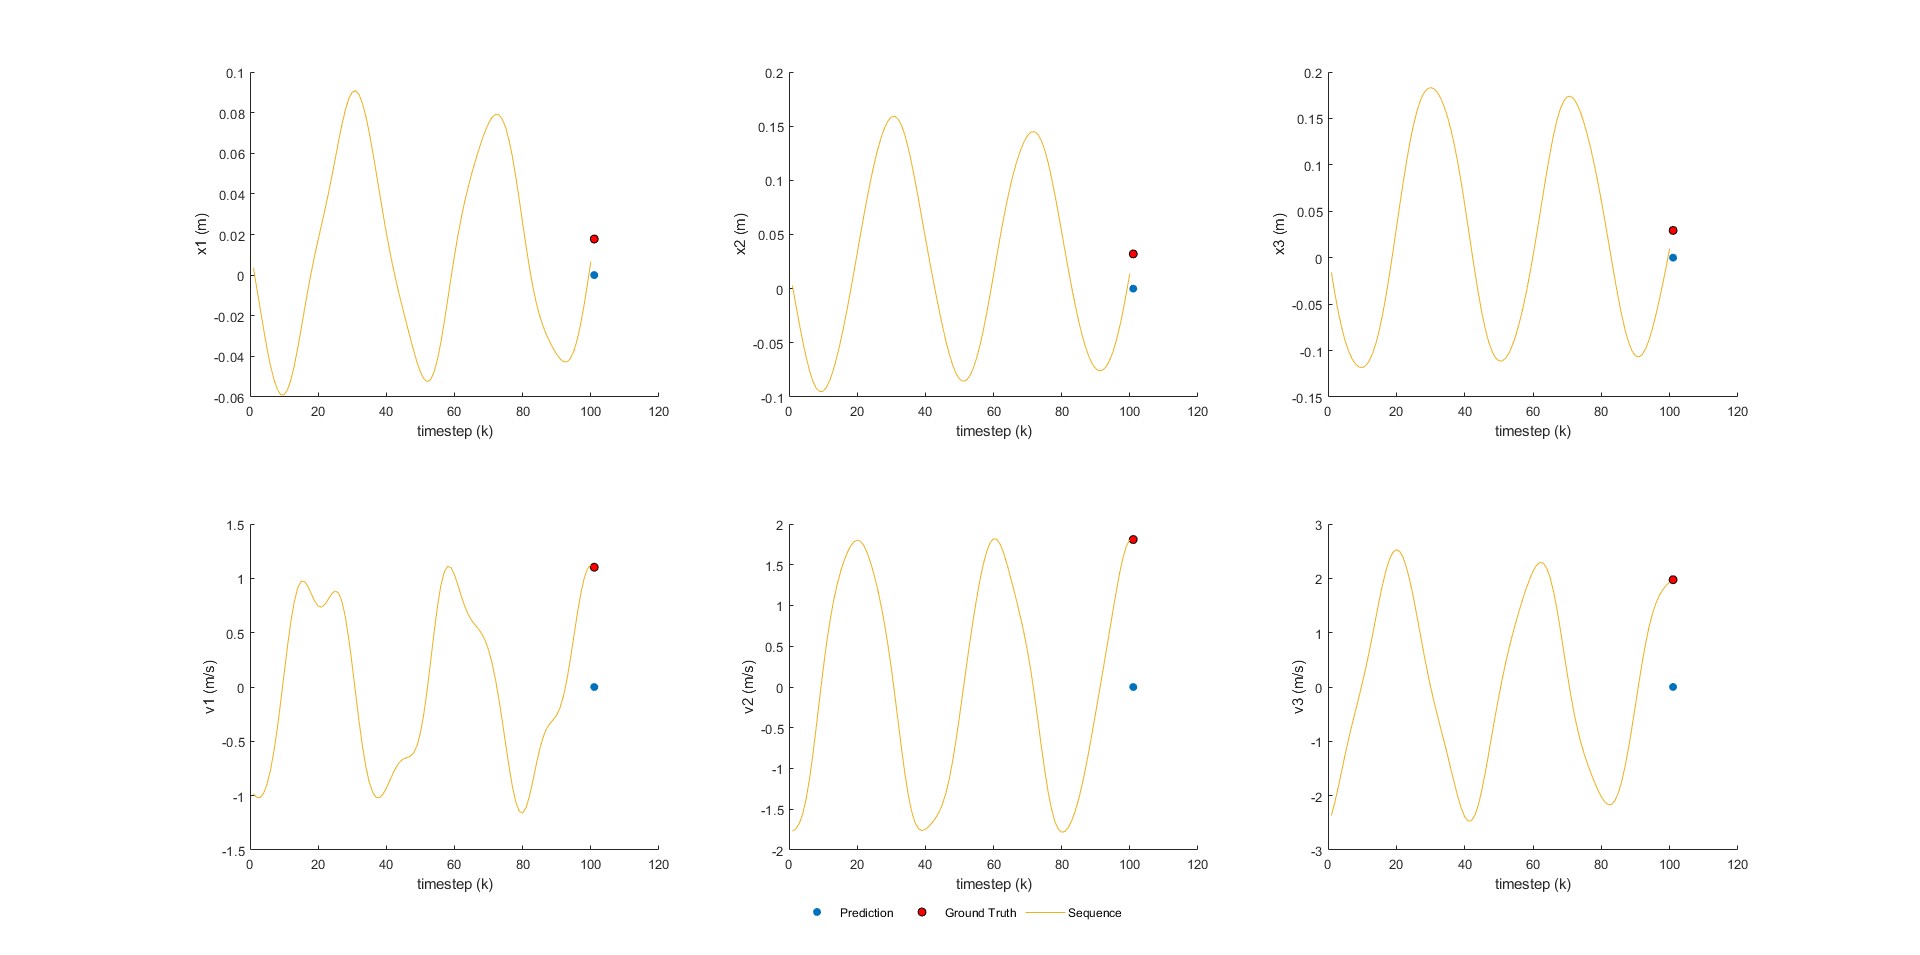 0.1
0.08
0.06
0.04
0.02
0
-0.02
-0.04
-0.06
x1 (m)
0 20 40 60 80 100 120
timestep (k)
0.2
0.15
0.1
0.05
0
-0.05
-0.1
x2 (m)
0 20 40 60 80 100 120
timestep (k)
0.2
0.15
0.1
0.05
0
-0.05
-0.1
-0.15
x3 (m)
0 20 40 60 80 100 120
timestep (k)
1.5
1
0.5
0
-0.5
-1
-1.5
v1 (m/s)
0 20 40 60 80 100 120
timestep (k)
2
1.5
1
0.5
0
-0.5
-1
-1.5
-2
v2 (m/s)
0 20 40 60 80 100 120
timestep (k)
3
2
1
0
-1
-2
-3
v3 (m/s)
0 20 40 60 80 100 120
timestep (k)
Prediction Ground Truth Sequence